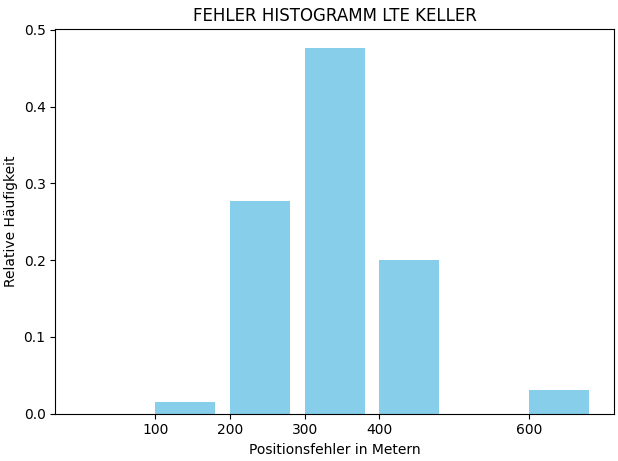 FEHLER HISTOGRAMM LTE KELLER
0.5
0.4
0.3
0.2
0.1
0.0
Relative Häufigkeit
100 200 300 400 600
Positionsfehler in Metern